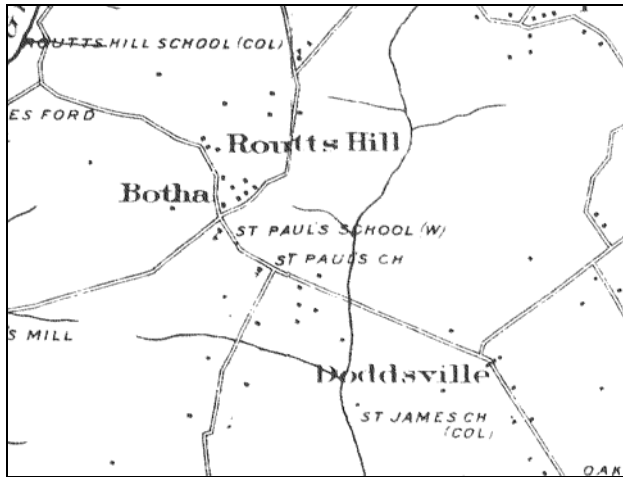 ROUTTS HILL SCHOOL (COL)
ES FORD
Routts Hill
Botha
ST PAUL'S SCHOOL (W)
ST PAUL'S CH
S MILL
Doddsville
ST JAMES CH
(COL)
OAK